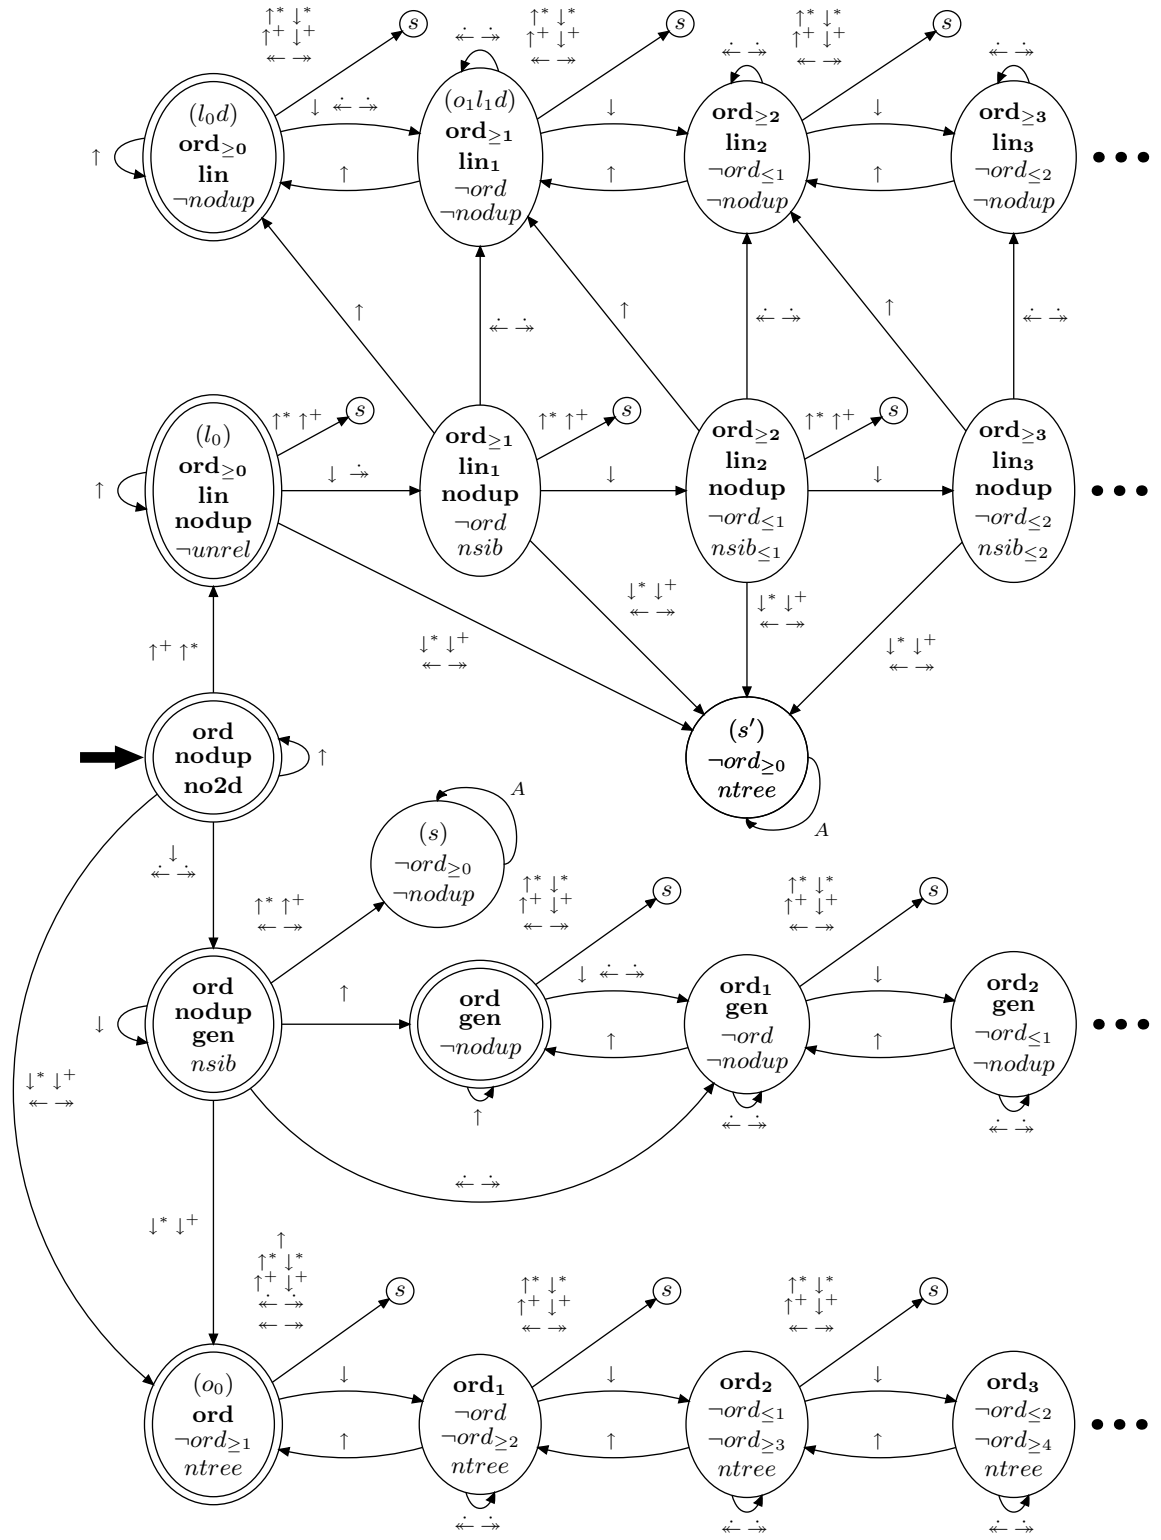 ↑* ↓*
↑+ ↓+
↞ ↠
s
↞̇ ↠̇
↑* ↓*
↑+ ↓+
↞ ↠
s
↞̇ ↠̇
↑* ↓*
↑+ ↓+
↞ ↠
s
↞̇ ↠̇
↑
(l₀d)
ord≥0
lin
¬nodup
↓ ↞̇ ↠̇
↑
(o₁l₁d)
ord≥1
lin₁
¬ord
¬nodup
↓
↑
ord≥2
lin₂
¬ord≤1
¬nodup
↓
↑
ord≥3
lin₃
¬ord≤2
¬nodup
•••
↑
↞̇ ↠̇
↑
↞̇ ↠̇
↑
↞̇ ↠̇
↑
(l₀)
ord≥0
lin
nodup
¬unrel
↑* ↑+
s
↓ ↠̇
ord≥1
lin₁
nodup
¬ord
nsib
↑* ↑+
s
↓
ord≥2
lin₂
nodup
¬ord≤1
nsib≤1
↑* ↑+
s
↓
ord≥3
lin₃
nodup
¬ord≤2
nsib≤2
•••
↑+ ↑*
↓* ↓+
↞ ↠
↓* ↓+
↞ ↠
↓* ↓+
↞ ↠
↓* ↓+
↞ ↠
ord
nodup
no2d
↑
(s′)
¬ord≥0
ntree
A
↓
↞̇ ↠̇
(s)
¬ord≥0
¬nodup
A
↑* ↑+
↞ ↠
↑* ↓*
↑+ ↓+
↞ ↠
s
↑* ↓*
↑+ ↓+
↞ ↠
s
↓
ord
nodup
gen
nsib
↑
ord
gen
¬nodup
↑
↓ ↞̇ ↠̇
↑
ord₁
gen
¬ord
¬nodup
↞̇ ↠̇
↓
↑
ord₂
gen
¬ord≤1
¬nodup
↞̇ ↠̇
•••
↓* ↓+
↞ ↠
↞̇ ↠̇
↓* ↓+
↑
↑* ↓*
↑+ ↓+
↞̇ ↠̇
↞ ↠
s
↑* ↓*
↑+ ↓+
↞ ↠
s
↑* ↓*
↑+ ↓+
↞ ↠
s
(o₀)
ord
¬ord≥1
ntree
↓
↑
ord₁
¬ord
¬ord≥2
ntree
↞̇ ↠̇
↓
↑
ord₂
¬ord≤1
¬ord≥3
ntree
↞̇ ↠̇
↓
↑
ord₃
¬ord≤2
¬ord≥4
ntree
↞̇ ↠̇
•••